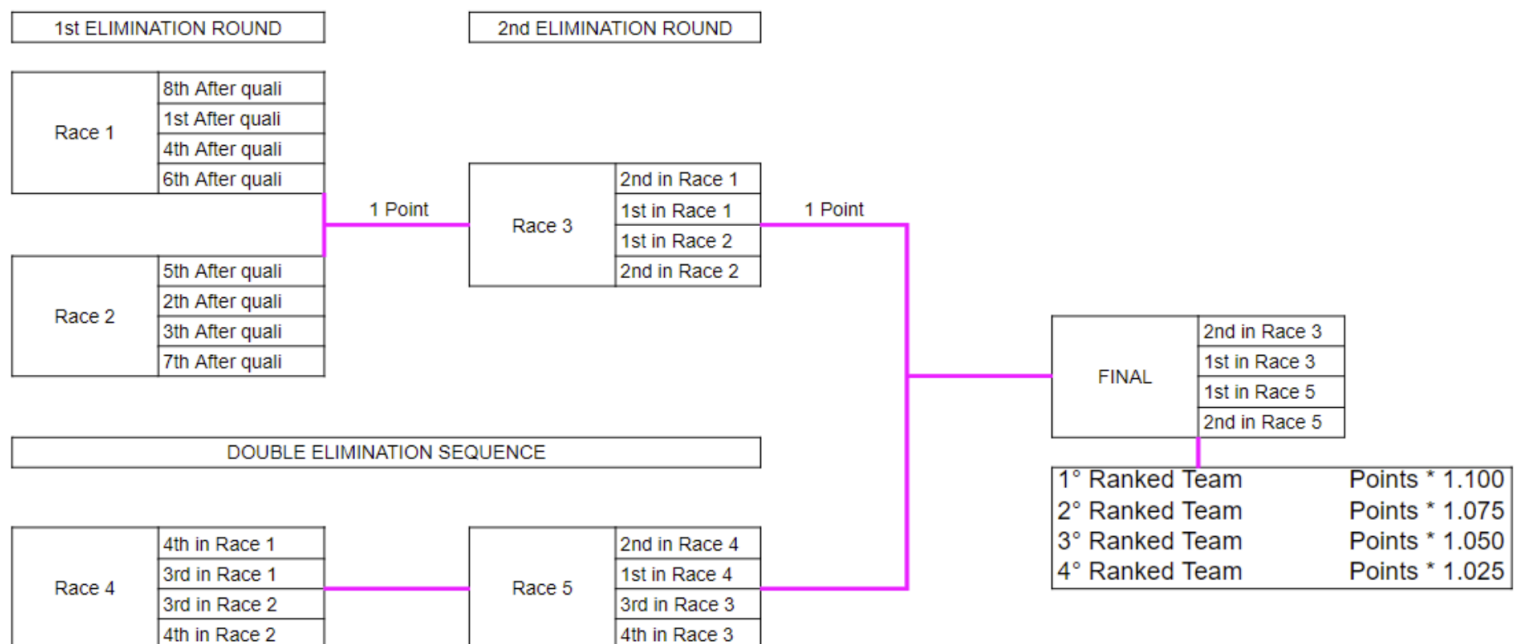 1st ELIMINATION ROUND
2nd ELIMINATION ROUND
Race 1
8th After quali
1st After quali
4th After quali
6th After quali
1 Point
Race 2
5th After quali
2th After quali
3th After quali
7th After quali
Race 3
2nd in Race 1
1st in Race 1
1st in Race 2
2nd in Race 2
1 Point
DOUBLE ELIMINATION SEQUENCE
Race 4
4th in Race 1
3rd in Race 1
3rd in Race 2
4th in Race 2
Race 5
2nd in Race 4
1st in Race 4
3rd in Race 3
4th in Race 3
FINAL
2nd in Race 3
1st in Race 3
1st in Race 5
2nd in Race 5
1° Ranked Team Points * 1.100
2° Ranked Team Points * 1.075
3° Ranked Team Points * 1.050
4° Ranked Team Points * 1.025